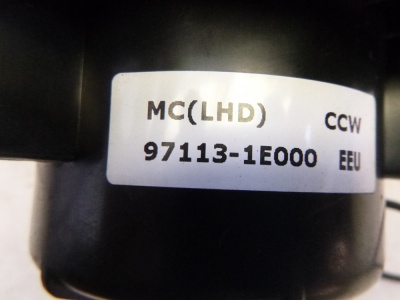 MC(LHD) CCW
97113-1E000 EEU